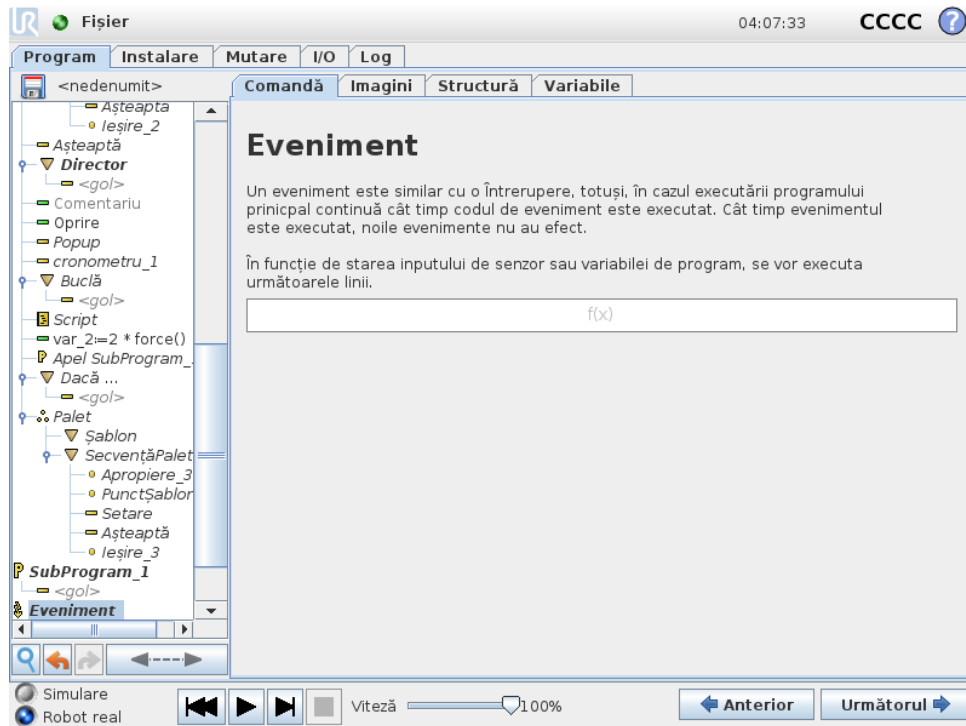 Fișier
04:07:33
CCCC
?
Program
Instalare
Mutare
I/O
Log
<nedenumit>
Comandă
Imagini
Structură
Variabile
Așteaptă
Ieșire_2
Așteaptă
Director
<gol>
Comentariu
Oprire
Popup
cronometru_1
Buclă
<gol>
Script
var_2:=2 * force()
Apel SubProgram_
Dacă ...
<gol>
Palet
Șablon
SecvențăPalet
Apropiere_3
PunctȘablon
Setare
Așteaptă
Ieșire_3
SubProgram_1
<gol>
Eveniment
Eveniment
Un eveniment este similar cu o Întrerupere, totuși, în cazul executării programului
prinicpal continuă cât timp codul de eveniment este executat. Cât timp evenimentul
este executat, noile evenimente nu au efect.
În funcție de starea inputului de senzor sau variabilei de program, se vor executa
următoarele linii.
f(x)
Simulare
Robot real
Viteză
100%
Anterior
Următorul